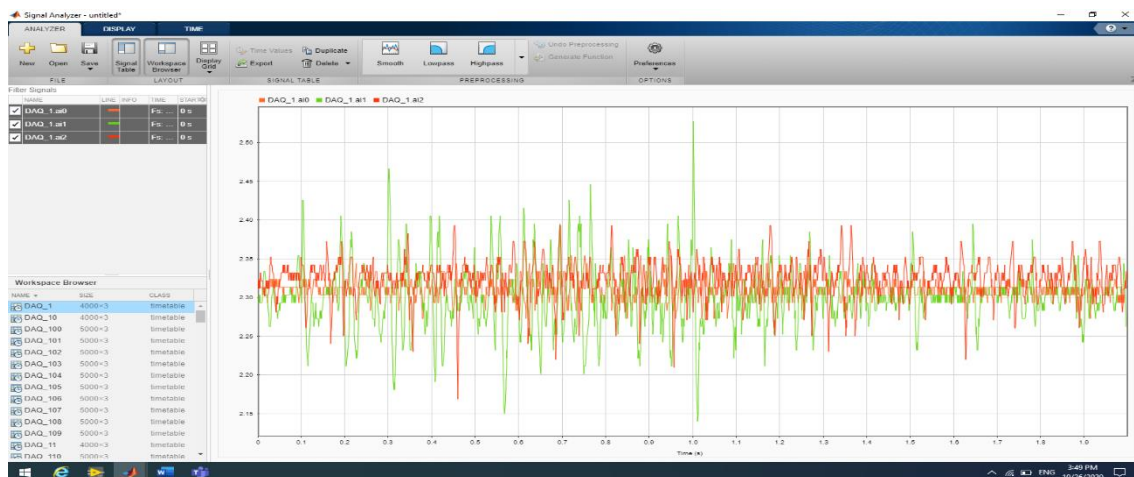 Signal Analyzer - untitled*
ANALYZER DISPLAY TIME
New Open Save Signal Table Workspace Browser Display Grid Time Values Export Duplicate Delete Smooth Lowpass Highpass Undo Preprocessing Generate Function Preferences
FILE LAYOUT SIGNAL TABLE PREPROCESSING OPTIONS
Filter Signals
NAME LINE INFO TIME START
DAQ_1.ai0 Fs: ... 0 s
DAQ_1.ai1 Fs: ... 0 s
DAQ_1.ai2 Fs: ... 0 s
DAQ_1.ai0 DAQ_1.ai1 DAQ_1.ai2
2.50
2.45
2.40
2.35
2.30
2.25
2.20
2.15
0 0.1 0.2 0.3 0.4 0.5 0.6 0.7 0.8 0.9 1.0 1.1 1.2 1.3 1.4 1.5 1.6 1.7 1.8 1.9
Time (s)
Workspace Browser
NAME SIZE CLASS
DAQ_1 4000×3 timetable
DAQ_10 4000×3 timetable
DAQ_100 5000×3 timetable
DAQ_101 5000×3 timetable
DAQ_102 5000×3 timetable
DAQ_103 5000×3 timetable
DAQ_104 5000×3 timetable
DAQ_105 5000×3 timetable
DAQ_106 5000×3 timetable
DAQ_107 5000×3 timetable
DAQ_108 5000×3 timetable
DAQ_109 5000×3 timetable
DAQ_11 4000×3 timetable
DAQ_110 5000×3 timetable
ENG 3:49 PM
10/26/2020